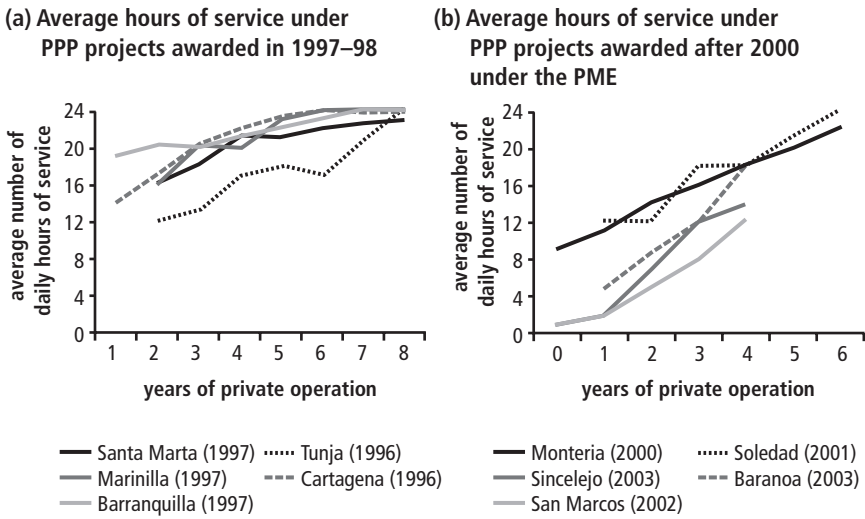 (a) Average hours of service under
PPP projects awarded in 1997–98
average number of
daily hours of service
24
20
16
12
8
4
0
1 2 3 4 5 6 7 8
years of private operation
Santa Marta (1997) Tunja (1996)
Marinilla (1997) Cartagena (1996)
Barranquilla (1997)
(b) Average hours of service under
PPP projects awarded after 2000
under the PME
average number of
daily hours of service
24
20
16
12
8
4
0
0 1 2 3 4 5 6
years of private operation
Monteria (2000) Soledad (2001)
Sincelejo (2003) Baranoa (2003)
San Marcos (2002)